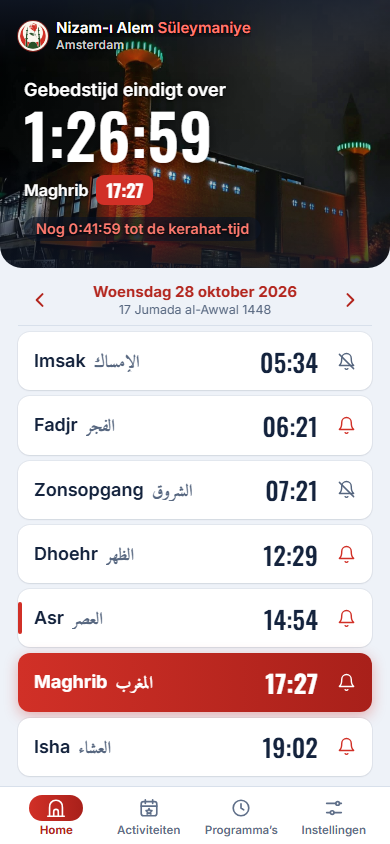 Nizam-ı Alem Süleymaniye
Amsterdam
Gebedstijd eindigt over
1:26:59
Maghrib 17:27
Nog 0:41:59 tot de kerahat-tijd
Woensdag 28 oktober 2026
17 Jumada al-Awwal 1448
Imsak الإمساك 05:34
Fadjr الفجر 06:21
Zonsopgang الشروق 07:21
Dhoehr الظهر 12:29
Asr العصر 14:54
Maghrib المغرب 17:27
Isha العشاء 19:02
Home Activiteiten Programma's Instellingen